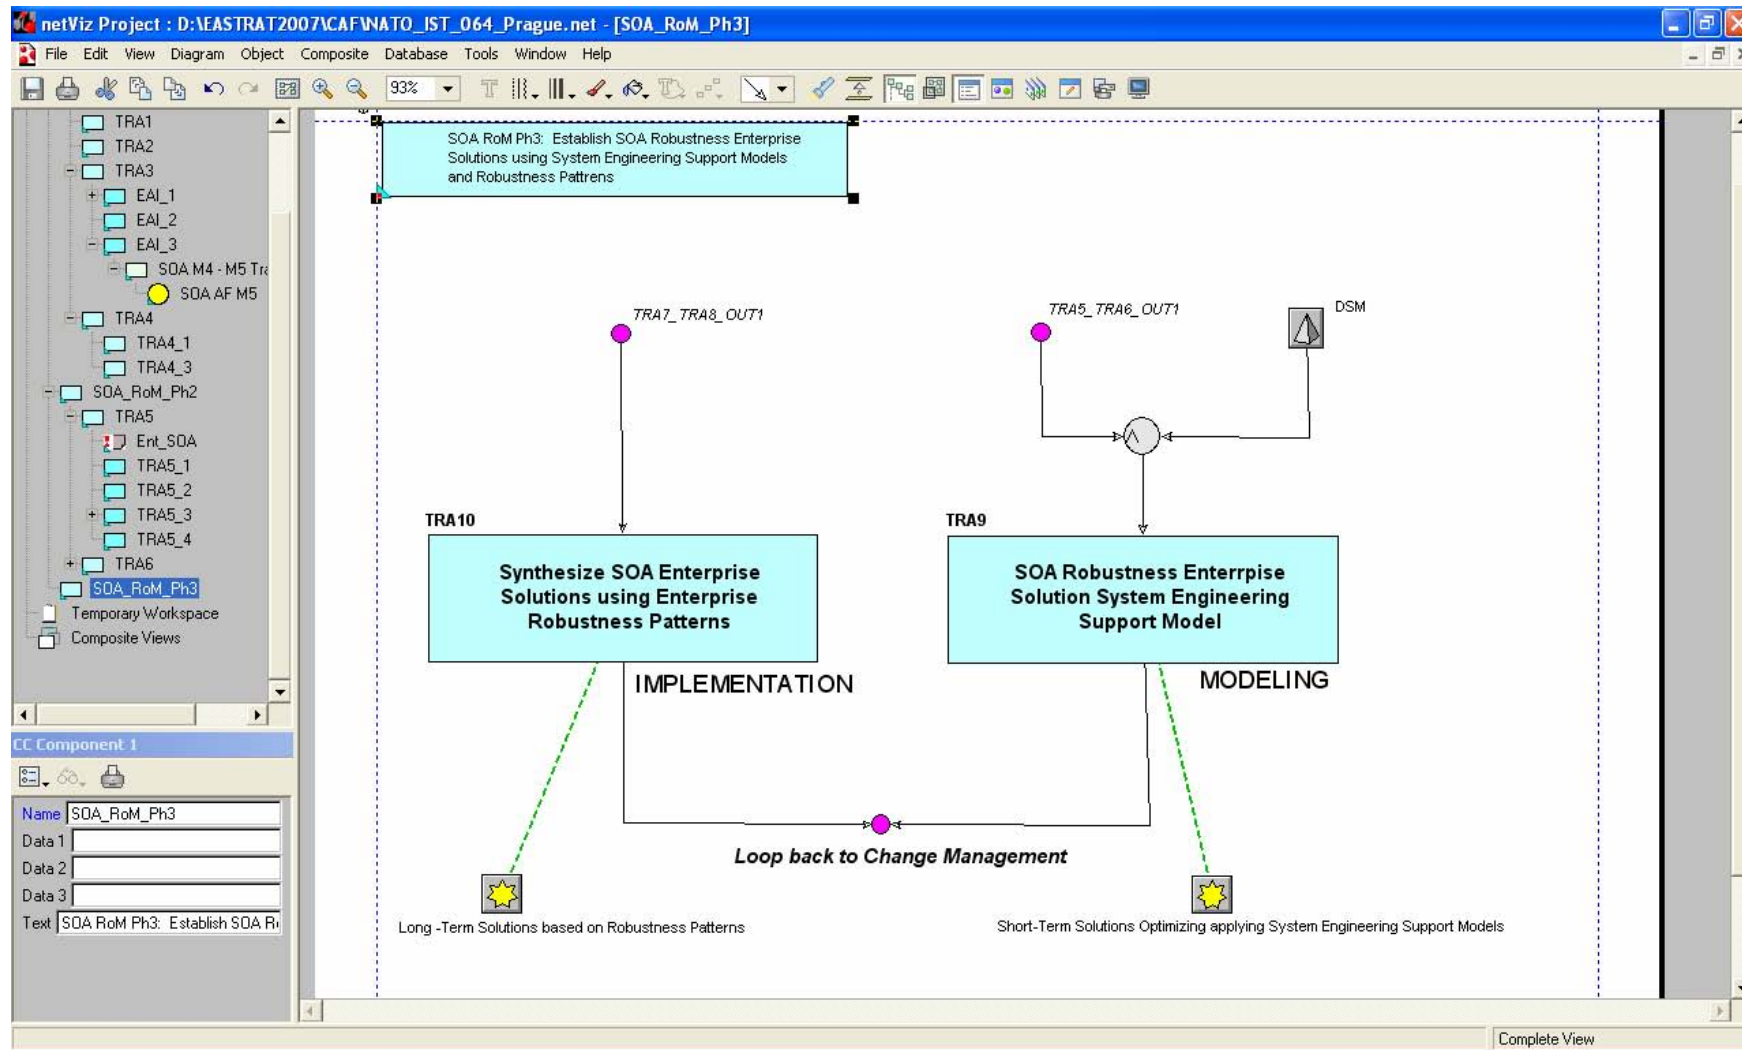 netViz Project : D:\EASTRAT2007\CAF\NATO_IST_064_Prague.net - [SOA_RoM_Ph3]
File Edit View Diagram Object Composite Database Tools Window Help
93%
TRA1
TRA2
TRA3
EAI_1
EAI_2
EAI_3
SOA M4 - M5 Tra
SOA AF M5
TRA4
TRA4_1
TRA4_3
SOA_RoM_Ph2
TRA5
Ent_SOA
TRA5_1
TRA5_2
TRA5_3
TRA5_4
TRA6
SOA_RoM_Ph3
Temporary Workspace
Composite Views
CC Component 1
Name SOA_RoM_Ph3
Data 1
Data 2
Data 3
Text SOA RoM Ph3: Establish SOA R
SOA RoM Ph3: Establish SOA Robustness Enterprise
Solutions using System Engineering Support Models
and Robustness Pattrens
TRA7_TRA8_OUT1
TRA5_TRA6_OUT1
DSM
TRA10
Synthesize SOA Enterprise
Solutions using Enterprise
Robustness Patterns
IMPLEMENTATION
TRA9
SOA Robustness Enterrpise
Solution System Engineering
Support Model
MODELING
Loop back to Change Management
Long -Term Solutions based on Robustness Patterns
Short-Term Solutions Optimizing applying System Engineering Support Models
Complete View